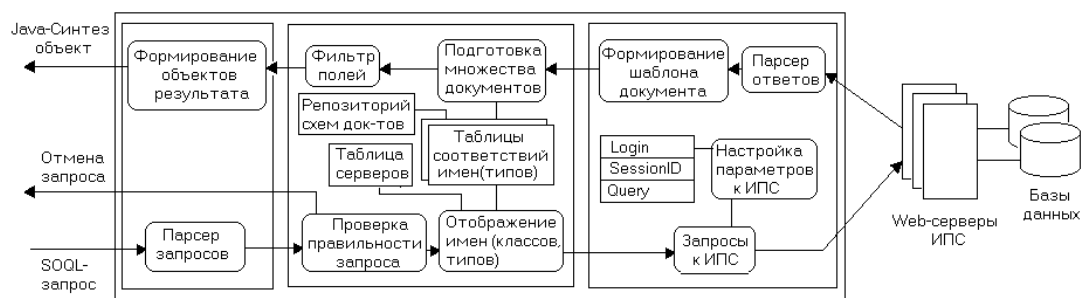 Java-Синтез
объект
Формирование
объектов
результата
Фильтр
полей
Подготовка
множества
документов
Формирование
шаблона
документа
Парсер
ответов
Репозиторий
схем док-тов
Таблицы
соответствий
имен(типов)
Таблица
серверов
Login
SessionID
Query
Настройка
параметров
к ИПС
Отмена
запроса
Web-серверы
ИПС
Базы
данных
Парсер
запросов
Проверка
правильности
запроса
Отображение
имен (классов,
типов)
Запросы
к ИПС
SOQL-
запрос